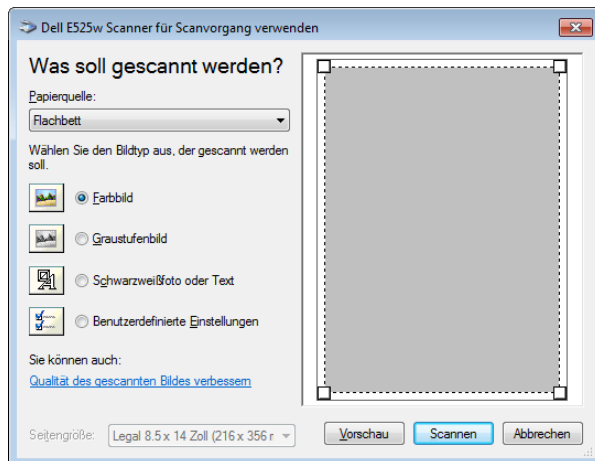 Dell E525w Scanner für Scanvorgang verwenden
Was soll gescannt werden?
Papierquelle:
Flachbett
Wählen Sie den Bildtyp aus, der gescannt werden
soll.
Farbbild
Graustufenbild
Schwarzweißfoto oder Text
Benutzerdefinierte Einstellungen
Sie können auch:
Qualität des gescannten Bildes verbessern
Seitengröße:
Legal 8.5 x 14 Zoll (216 x 356 r
Vorschau
Scannen
Abbrechen